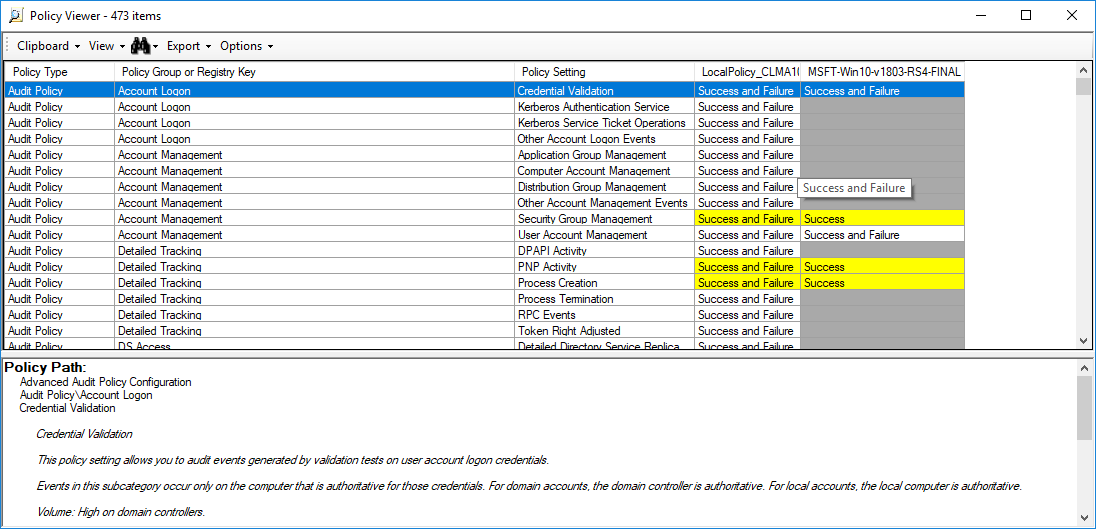 Policy Viewer - 473 items
Clipboard View Export Options
Policy Type Policy Group or Registry Key Policy Setting LocalPolicy_CLMA1( MSFT-Win10-v1803-RS4-FINAL
Audit Policy Account Logon Credential Validation Success and Failure Success and Failure
Audit Policy Account Logon Kerberos Authentication Service Success and Failure
Audit Policy Account Logon Kerberos Service Ticket Operations Success and Failure
Audit Policy Account Logon Other Account Logon Events Success and Failure
Audit Policy Account Management Application Group Management Success and Failure
Audit Policy Account Management Computer Account Management Success and Failure
Audit Policy Account Management Distribution Group Management Success and Failure Success and Failure
Audit Policy Account Management Other Account Management Events Success and Failure
Audit Policy Account Management Security Group Management Success and Failure Success
Audit Policy Account Management User Account Management Success and Failure Success and Failure
Audit Policy Detailed Tracking DPAPI Activity Success and Failure
Audit Policy Detailed Tracking PNP Activity Success and Failure Success
Audit Policy Detailed Tracking Process Creation Success and Failure Success
Audit Policy Detailed Tracking Process Termination Success and Failure
Audit Policy Detailed Tracking RPC Events Success and Failure
Audit Policy Detailed Tracking Token Right Adjusted Success and Failure
Audit Policy DS Access Detailed Directory Service Replica Success and Failure
Policy Path:
Advanced Audit Policy Configuration
Audit Policy\Account Logon
Credential Validation
Credential Validation
This policy setting allows you to audit events generated by validation tests on user account logon credentials.
Events in this subcategory occur only on the computer that is authoritative for those credentials. For domain accounts, the domain controller is authoritative. For local accounts, the local computer is authoritative.
Volume: High on domain controllers.